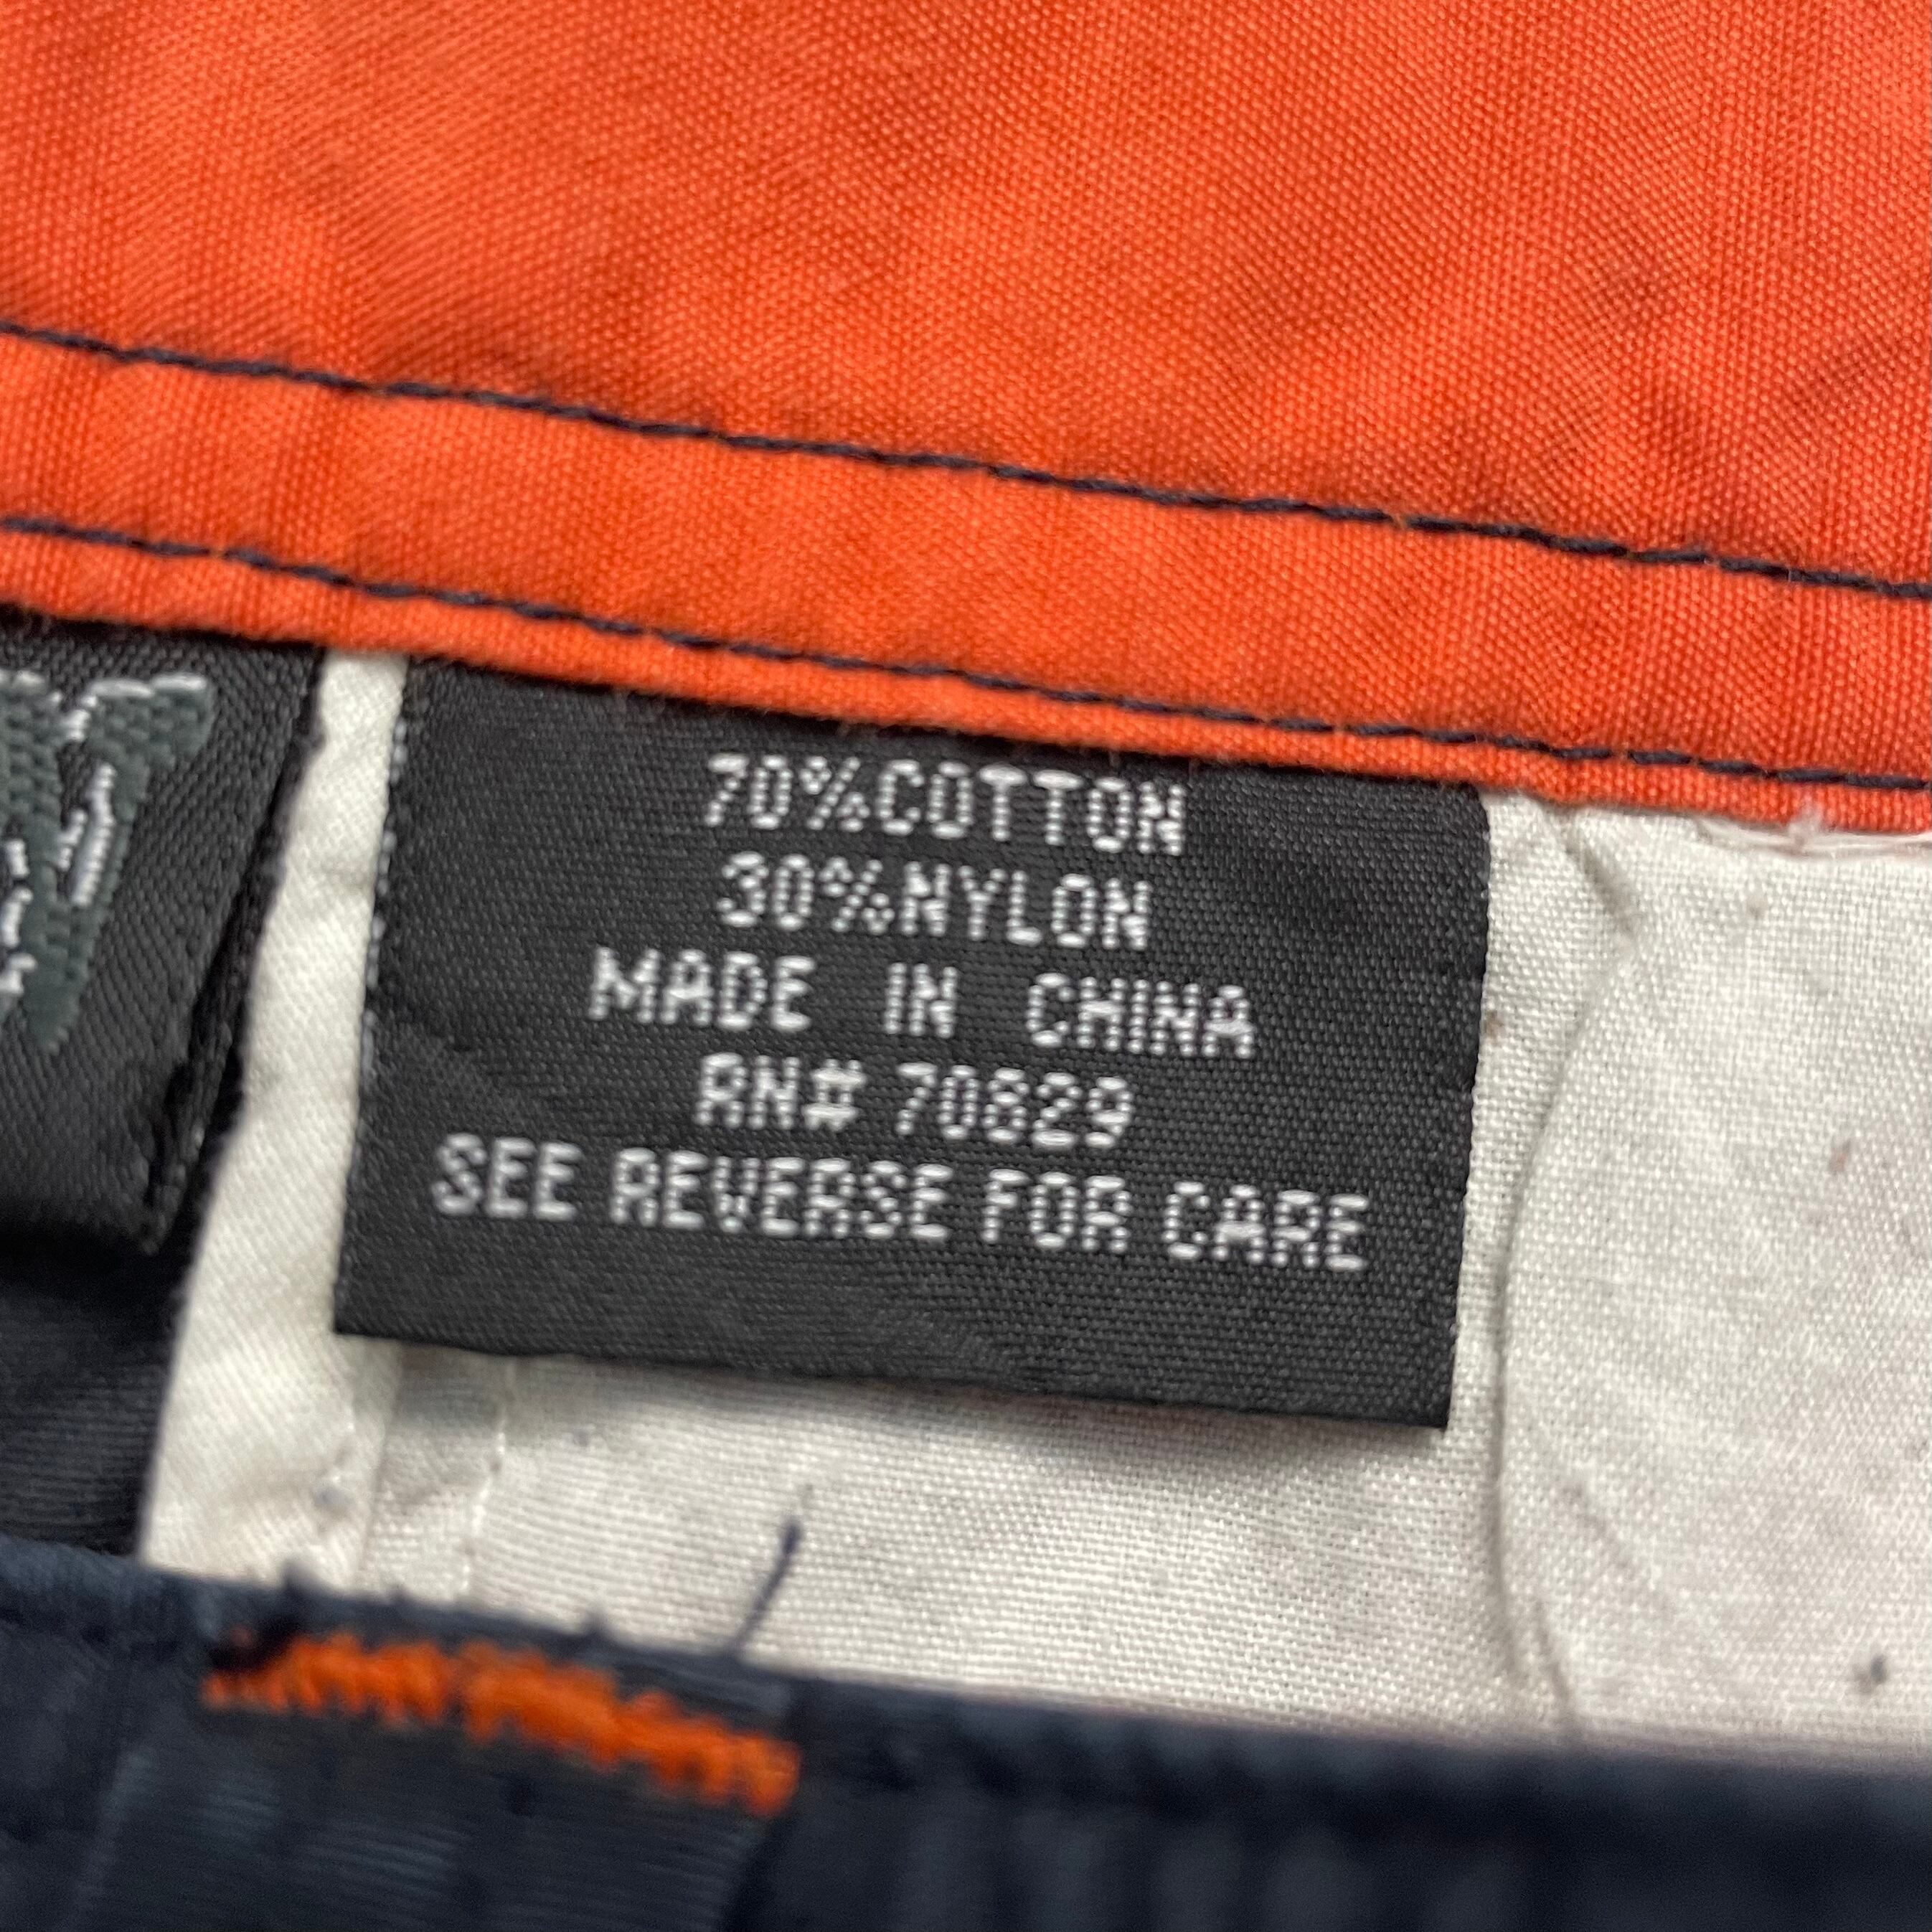 70%COTTON
30%NYLON
MADE IN CHINA
RN# 70829
SEE REVERSE FOR CARE